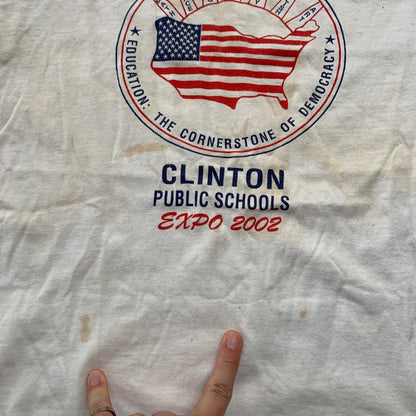 ★ EDUCATION: THE CORNERSTONE OF DEMOCRACY ★
CLINTON
PUBLIC SCHOOLS
EXPO 2002